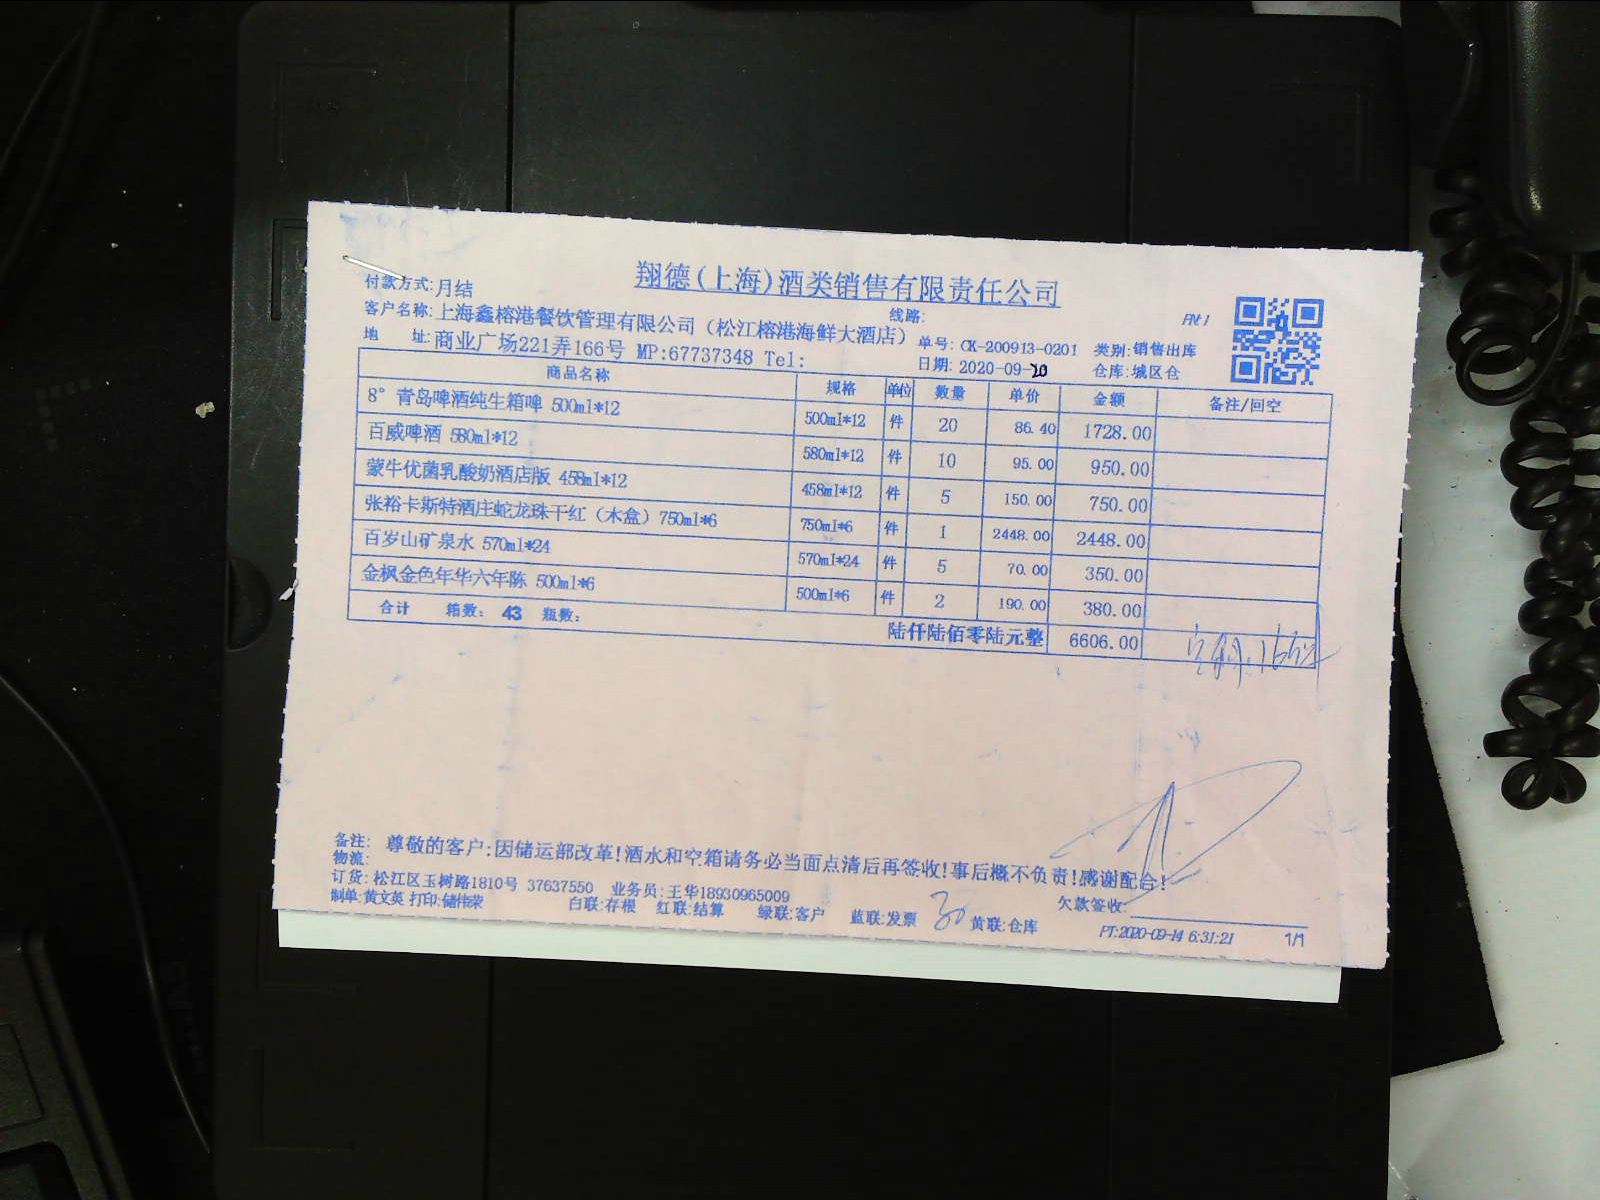 翔德(上海)酒类销售有限责任公司
付款方式:月结 线路: Pht1
客户名称:上海鑫榕港餐饮管理有限公司（松江榕港海鲜大酒店） 单号: CK-200913-0201 类别:销售出库
地 址:商业广场221弄166号 MP:67737348 Tel: 日期: 2020-09-20 仓库:城区仓
商品名称 规格 单位 数量 单价 金额 备注/回空
8° 青岛啤酒纯生箱啤 500ml*12 500ml*12 件 20 86.40 1728.00
百威啤酒 580ml*12 580ml*12 件 10 95.00 950.00
蒙牛优菌乳酸奶酒店版 458ml*12 458ml*12 件 5 150.00 750.00
张裕卡斯特酒庄蛇龙珠干红（木盒）750ml*6 750ml*6 件 1 2448.00 2448.00
百岁山矿泉水 570ml*24 570ml*24 件 5 70.00 350.00
金枫金色年华六年陈 500ml*6 500ml*6 件 2 190.00 380.00
合计 箱数: 43 瓶数: 陆仟陆佰零陆元整 6606.00
备注: 尊敬的客户:因储运部改革!酒水和空箱请务必当面点清后再签收!事后概不负责!感谢配合!
物流:
订货: 松江区玉树路1810号 37637550 业务员:王华18930965009
制单:黄文英 打印:储伟荣 白联:存根 红联:结算 绿联:客户 蓝联:发票 30 黄联:仓库 欠款签收:
PT:2020-09-14 6:31:21 1/1